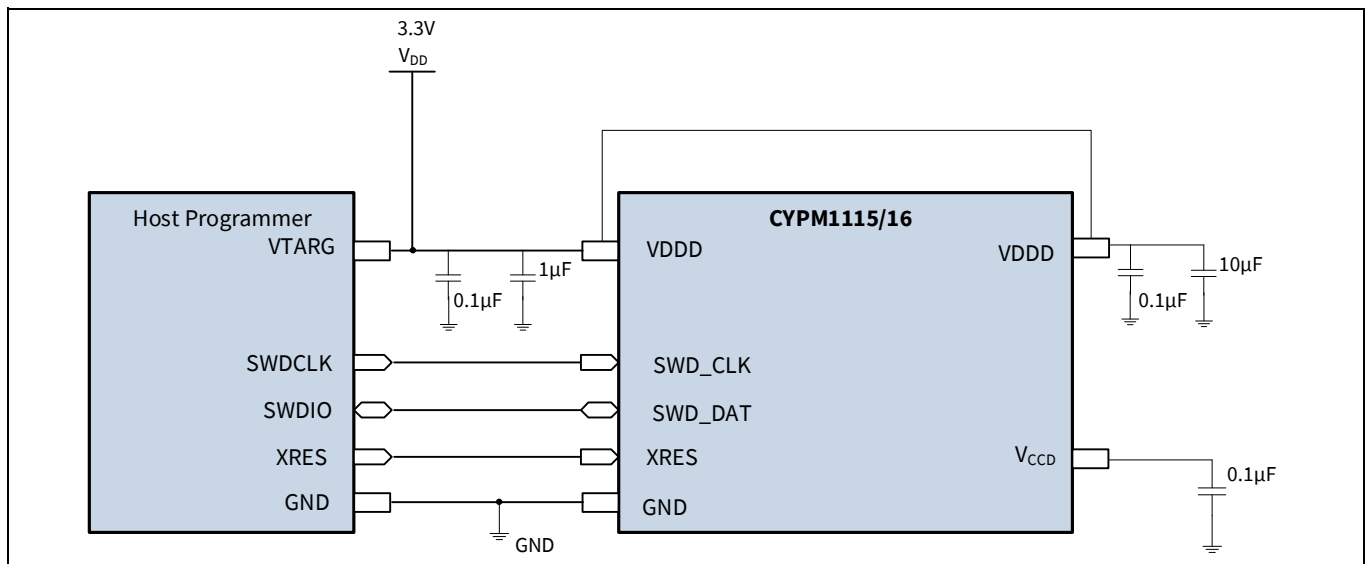 3.3V
VDD
Host Programmer
CYPM1115/16
VTARG
VDDD
VDDD
1µF
0.1µF
10µF
0.1µF
SWDCLK
SWD_CLK
SWDIO
SWD_DAT
XRES
XRES
VCCD
0.1µF
GND
GND
GND